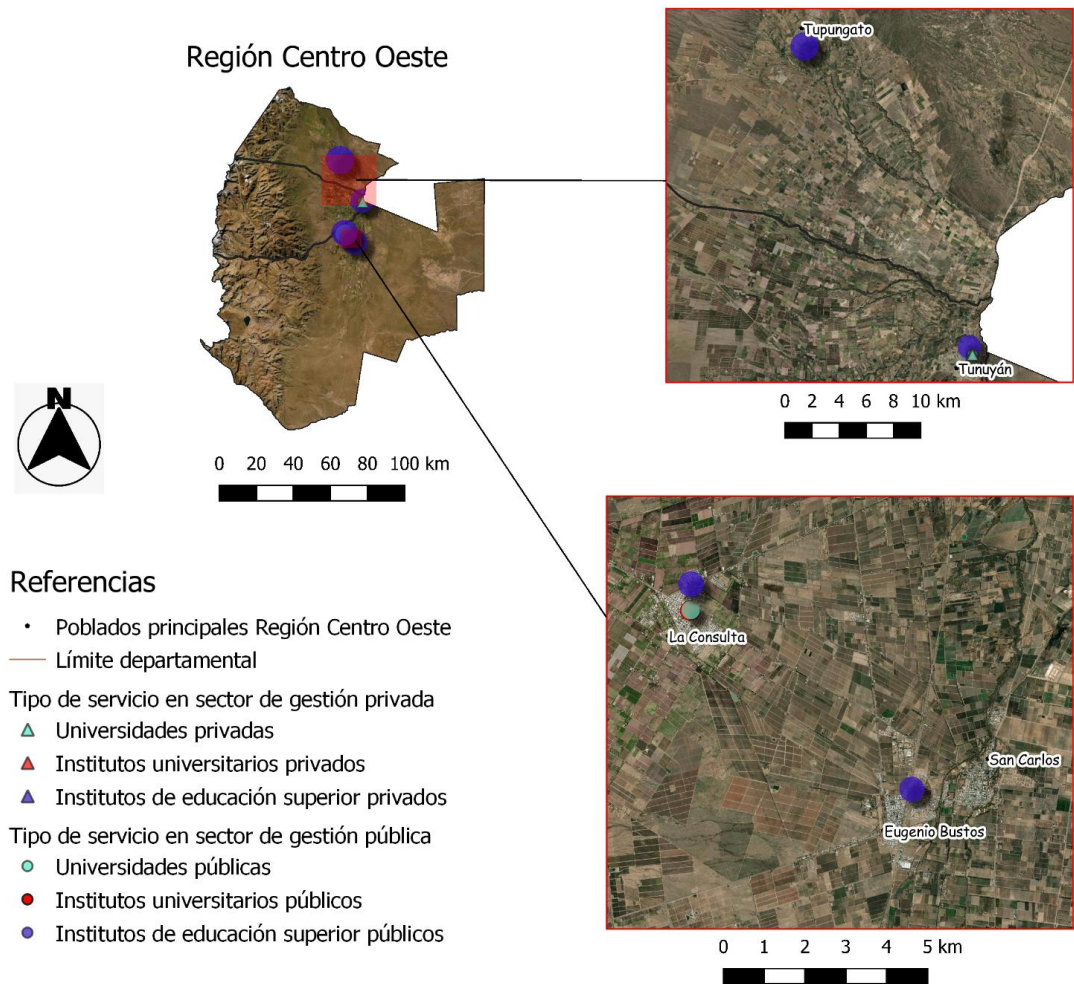 Región Centro Oeste
N
0 20 40 60 80 100 km
Tupungato
Tunuyán
0 2 4 6 8 10 km
La Consulta
San Carlos
Eugenio Bustos
0 1 2 3 4 5 km
Referencias
Poblados principales Región Centro Oeste
Límite departamental
Tipo de servicio en sector de gestión privada
Universidades privadas
Institutos universitarios privados
Institutos de educación superior privados
Tipo de servicio en sector de gestión pública
Universidades públicas
Institutos universitarios públicos
Institutos de educación superior públicos